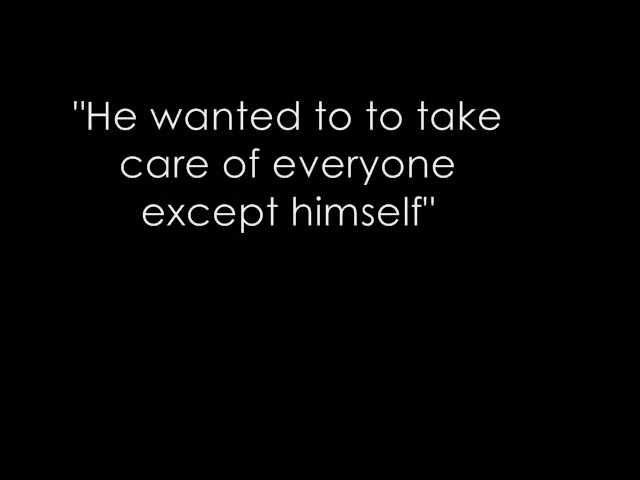 "He wanted to to take
care of everyone
except himself"